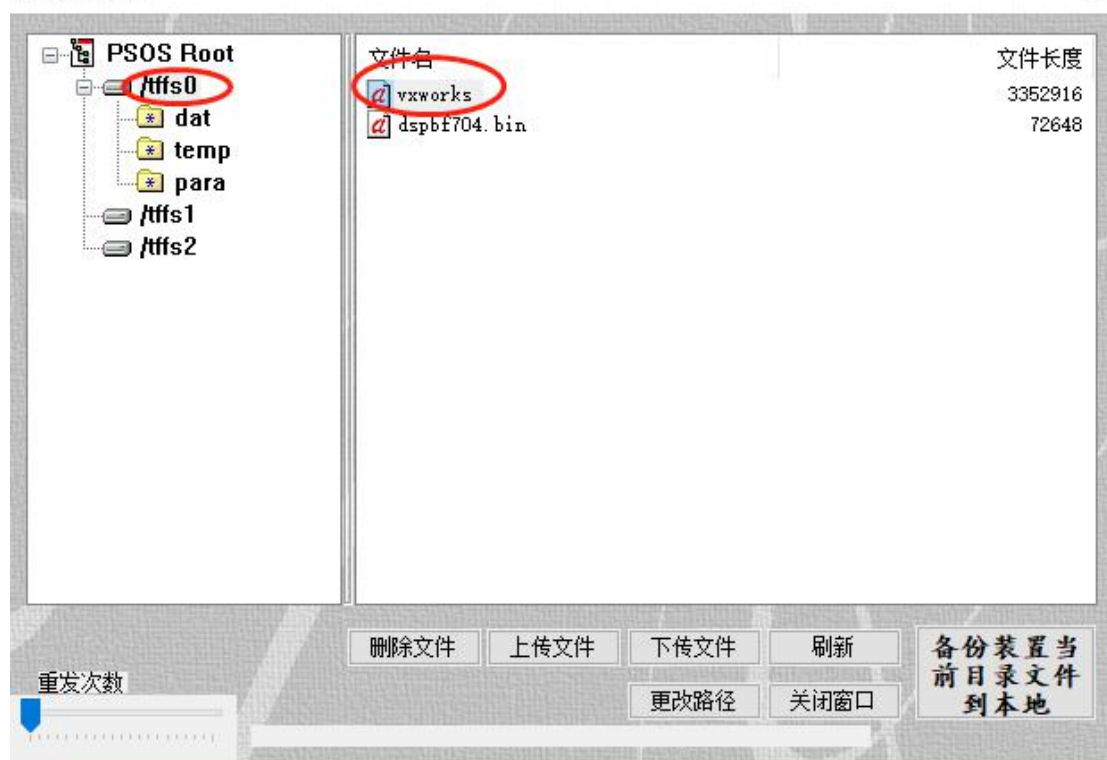 PSOS Root
/tffs0
dat
temp
para
/tffs1
/tffs2
文件名 文件长度
vxworks 3352916
dspbf704.bin 72648
删除文件 上传文件 下传文件 刷新
更改路径 关闭窗口
备份装置当
前目录文件
到本地
重发次数